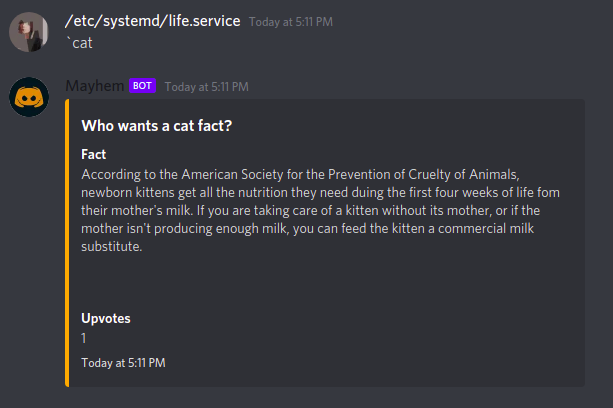 /etc/systemd/life.service Today at 5:11 PM
`cat
Mayhem BOT Today at 5:11 PM
Who wants a cat fact?
Fact
According to the American Society for the Prevention of Cruelty of Animals,
newborn kittens get all the nutrition they need duing the first four weeks of life fom
their mother's milk. If you are taking care of a kitten without its mother, or if the
mother isn't producing enough milk, you can feed the kitten a commercial milk
substitute.
Upvotes
1
Today at 5:11 PM